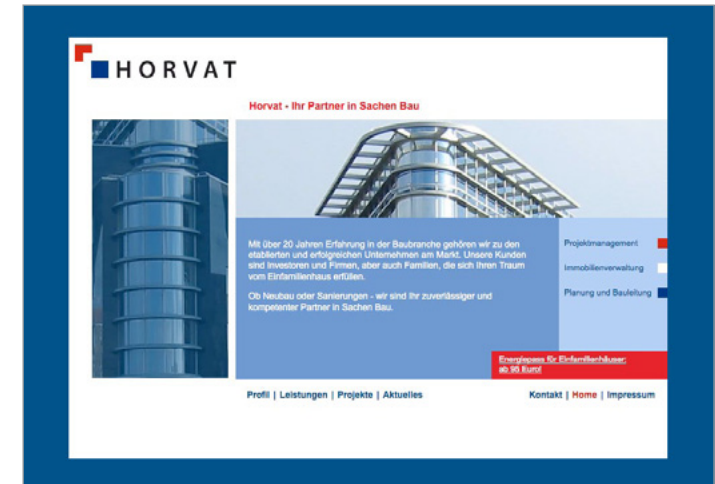 HORVAT
Horvat - Ihr Partner in Sachen Bau
Mit über 20 Jahren Erfahrung in der Baubranche gehören wir zu den
etablierten und erfolgreichen Unternehmen am Markt. Unsere Kunden
sind Investoren und Firmen, aber auch Familien, die sich Ihren Traum
vom Einfamilienhaus erfüllen.
Ob Neubau oder Sanierungen - wir sind Ihr zuverlässiger und
kompetenter Partner in Sachen Bau.
Projektmanagement
Immobilienverwaltung
Planung und Bauleitung
Energiepass für Einfamilienhäuser:
ab 95 Euro!
Profil | Leistungen | Projekte | Aktuelles
Kontakt | Home | Impressum